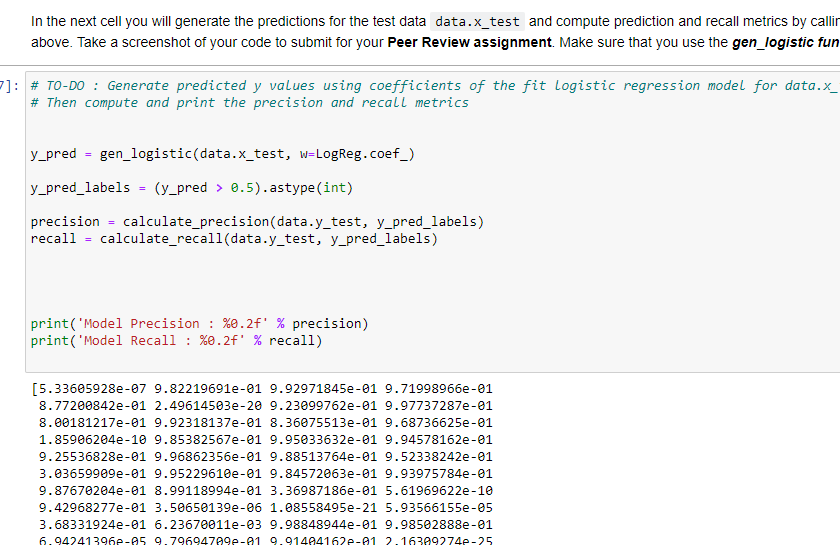 In the next cell you will generate the predictions for the test data data.x_test and compute prediction and recall metrics by
above. Take a screenshot of your code to submit for your Peer Review assignment. Make sure that you use the gen_logistic
7]: # TO-DO : Generate predicted y values using coefficients of the fit logistic regression model for data.x_
# Then compute and print the precision and recall metrics
y_pred = gen_logistic(data.x_test, w=LogReg.coef_)
y_pred_labels = (y_pred > 0.5).astype(int)
precision = calculate_precision(data.y_test, y_pred_labels)
recall = calculate_recall(data.y_test, y_pred_labels)
print('Model Precision : %0.2f' % precision)
print('Model Recall : %0.2f' % recall)
[5.33605928e-07 9.82219691e-01 9.92971845e-01 9.71998966e-01
8.77200842e-01 2.49614503e-20 9.23099762e-01 9.97737287e-01
8.00181217e-01 9.92318137e-01 8.36075513e-01 9.68736625e-01
1.85906204e-10 9.85382567e-01 9.95033632e-01 9.94578162e-01
9.25536828e-01 9.96862356e-01 9.88513764e-01 9.52338242e-01
3.03659909e-01 9.95229610e-01 9.84572063e-01 9.93975784e-01
9.87670204e-01 8.99118994e-01 3.36987186e-01 5.61969622e-10
9.42968277e-01 3.50650139e-06 1.08558495e-21 5.93566155e-05
3.68331924e-01 6.23670011e-03 9.98848944e-01 9.98502888e-01
6.94241396e-05 9.79694709e-01 9.91404162e-01 2.16309274e-25